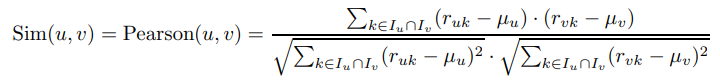 Sim(u, v) = Pearson(u, v) = \frac{\sum_{k \in I_u \cap I_v} (r_{uk} - \mu_u) \cdot (r_{vk} - \mu_v)}{\sqrt{\sum_{k \in I_u \cap I_v} (r_{uk} - \mu_u)^2} \cdot \sqrt{\sum_{k \in I_u \cap I_v} (r_{vk} - \mu_v)^2}}